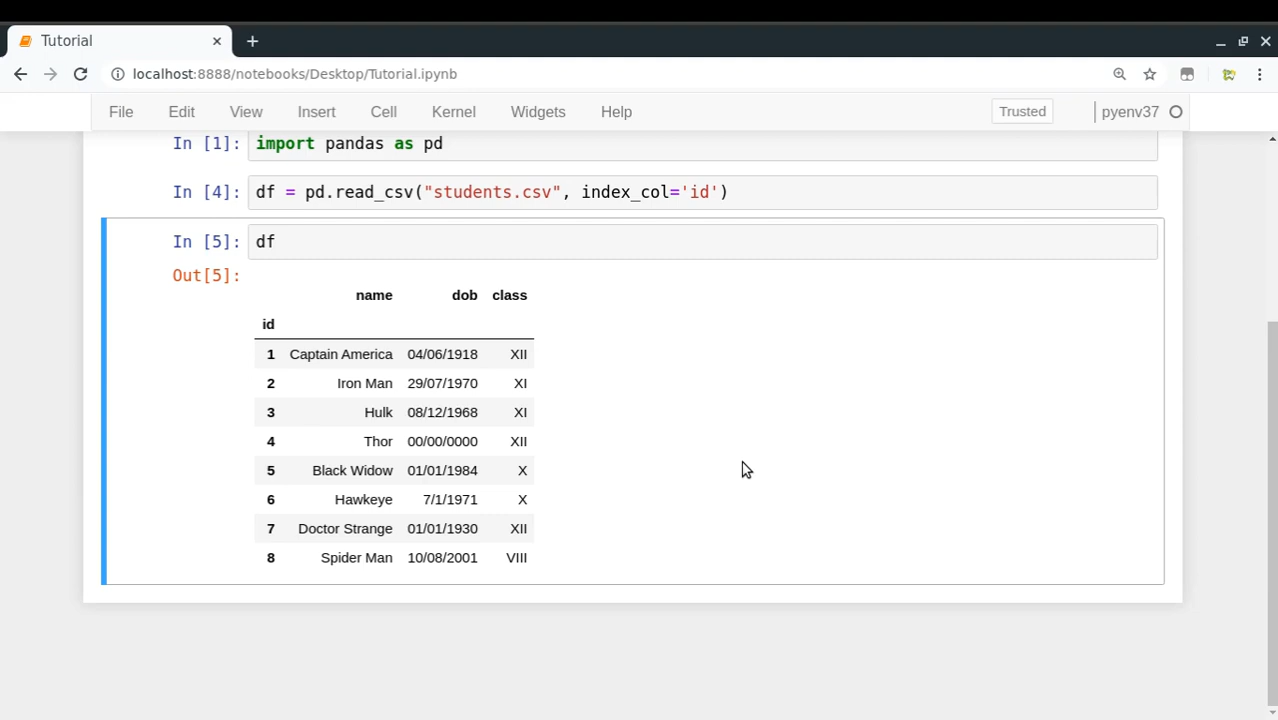 Tutorial
localhost:8888/notebooks/Desktop/Tutorial.ipynb
File Edit View Insert Cell Kernel Widgets Help Trusted pyenv37
In [1]: import pandas as pd
In [4]: df = pd.read_csv("students.csv", index_col='id')
In [5]: df
Out[5]:
name dob class
id
1 Captain America 04/06/1918 XII
2 Iron Man 29/07/1970 XI
3 Hulk 08/12/1968 XI
4 Thor 00/00/0000 XII
5 Black Widow 01/01/1984 X
6 Hawkeye 7/1/1971 X
7 Doctor Strange 01/01/1930 XII
8 Spider Man 10/08/2001 VIII